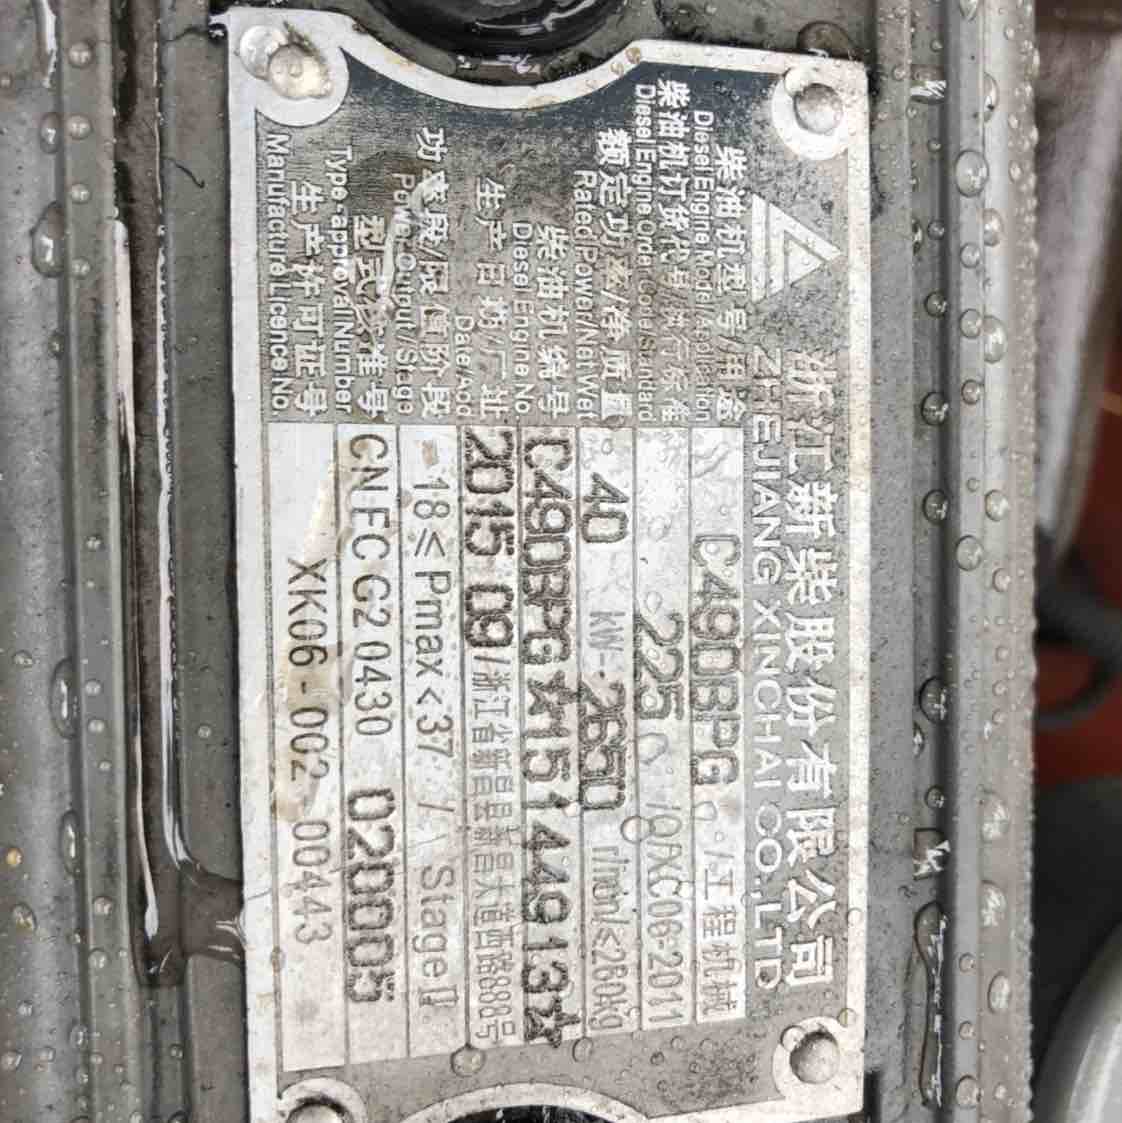 浙江新柴股份有限公司
ZHEJIANG XINCHAI CO.,LTD
柴油机型号/用途 C490BPG /工程机械
Diesel Engine Model/Application
柴油机订货代号/执行标准 225 /QXC06-2011
Diesel Engine Order Code/Standard
额定功率/净质量 40 kW- 2650 r/min/<260Kg
Rated Power/Net Wet
柴油机编号 C490BPG☆15144913☆
Diesel Engine No
生产日期/厂址 2015 09/浙江省新昌县新昌大道西路888号
Date/Add
功率段/限值阶段 18≤Pmax<37 / Stage Ⅱ
Power Output/Stage
型式核准号 CN FC G2 0430 020005
Type-approval Number
生产许可证号 XK06-002-00443
Manufacture Licence No.